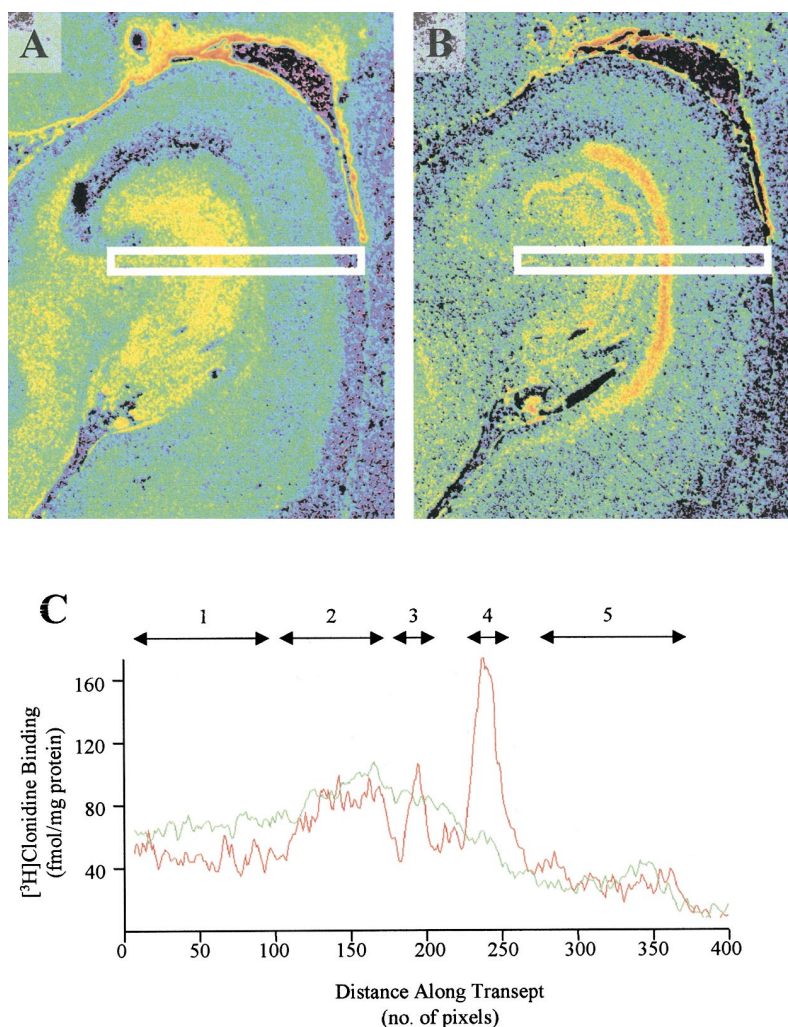 A
B
C
1 2 3 4 5
[³H]Clonidine Binding
(fmol/mg protein)
160
120
80
40
0 50 100 150 200 250 300 350 400
Distance Along Transept
(no. of pixels)